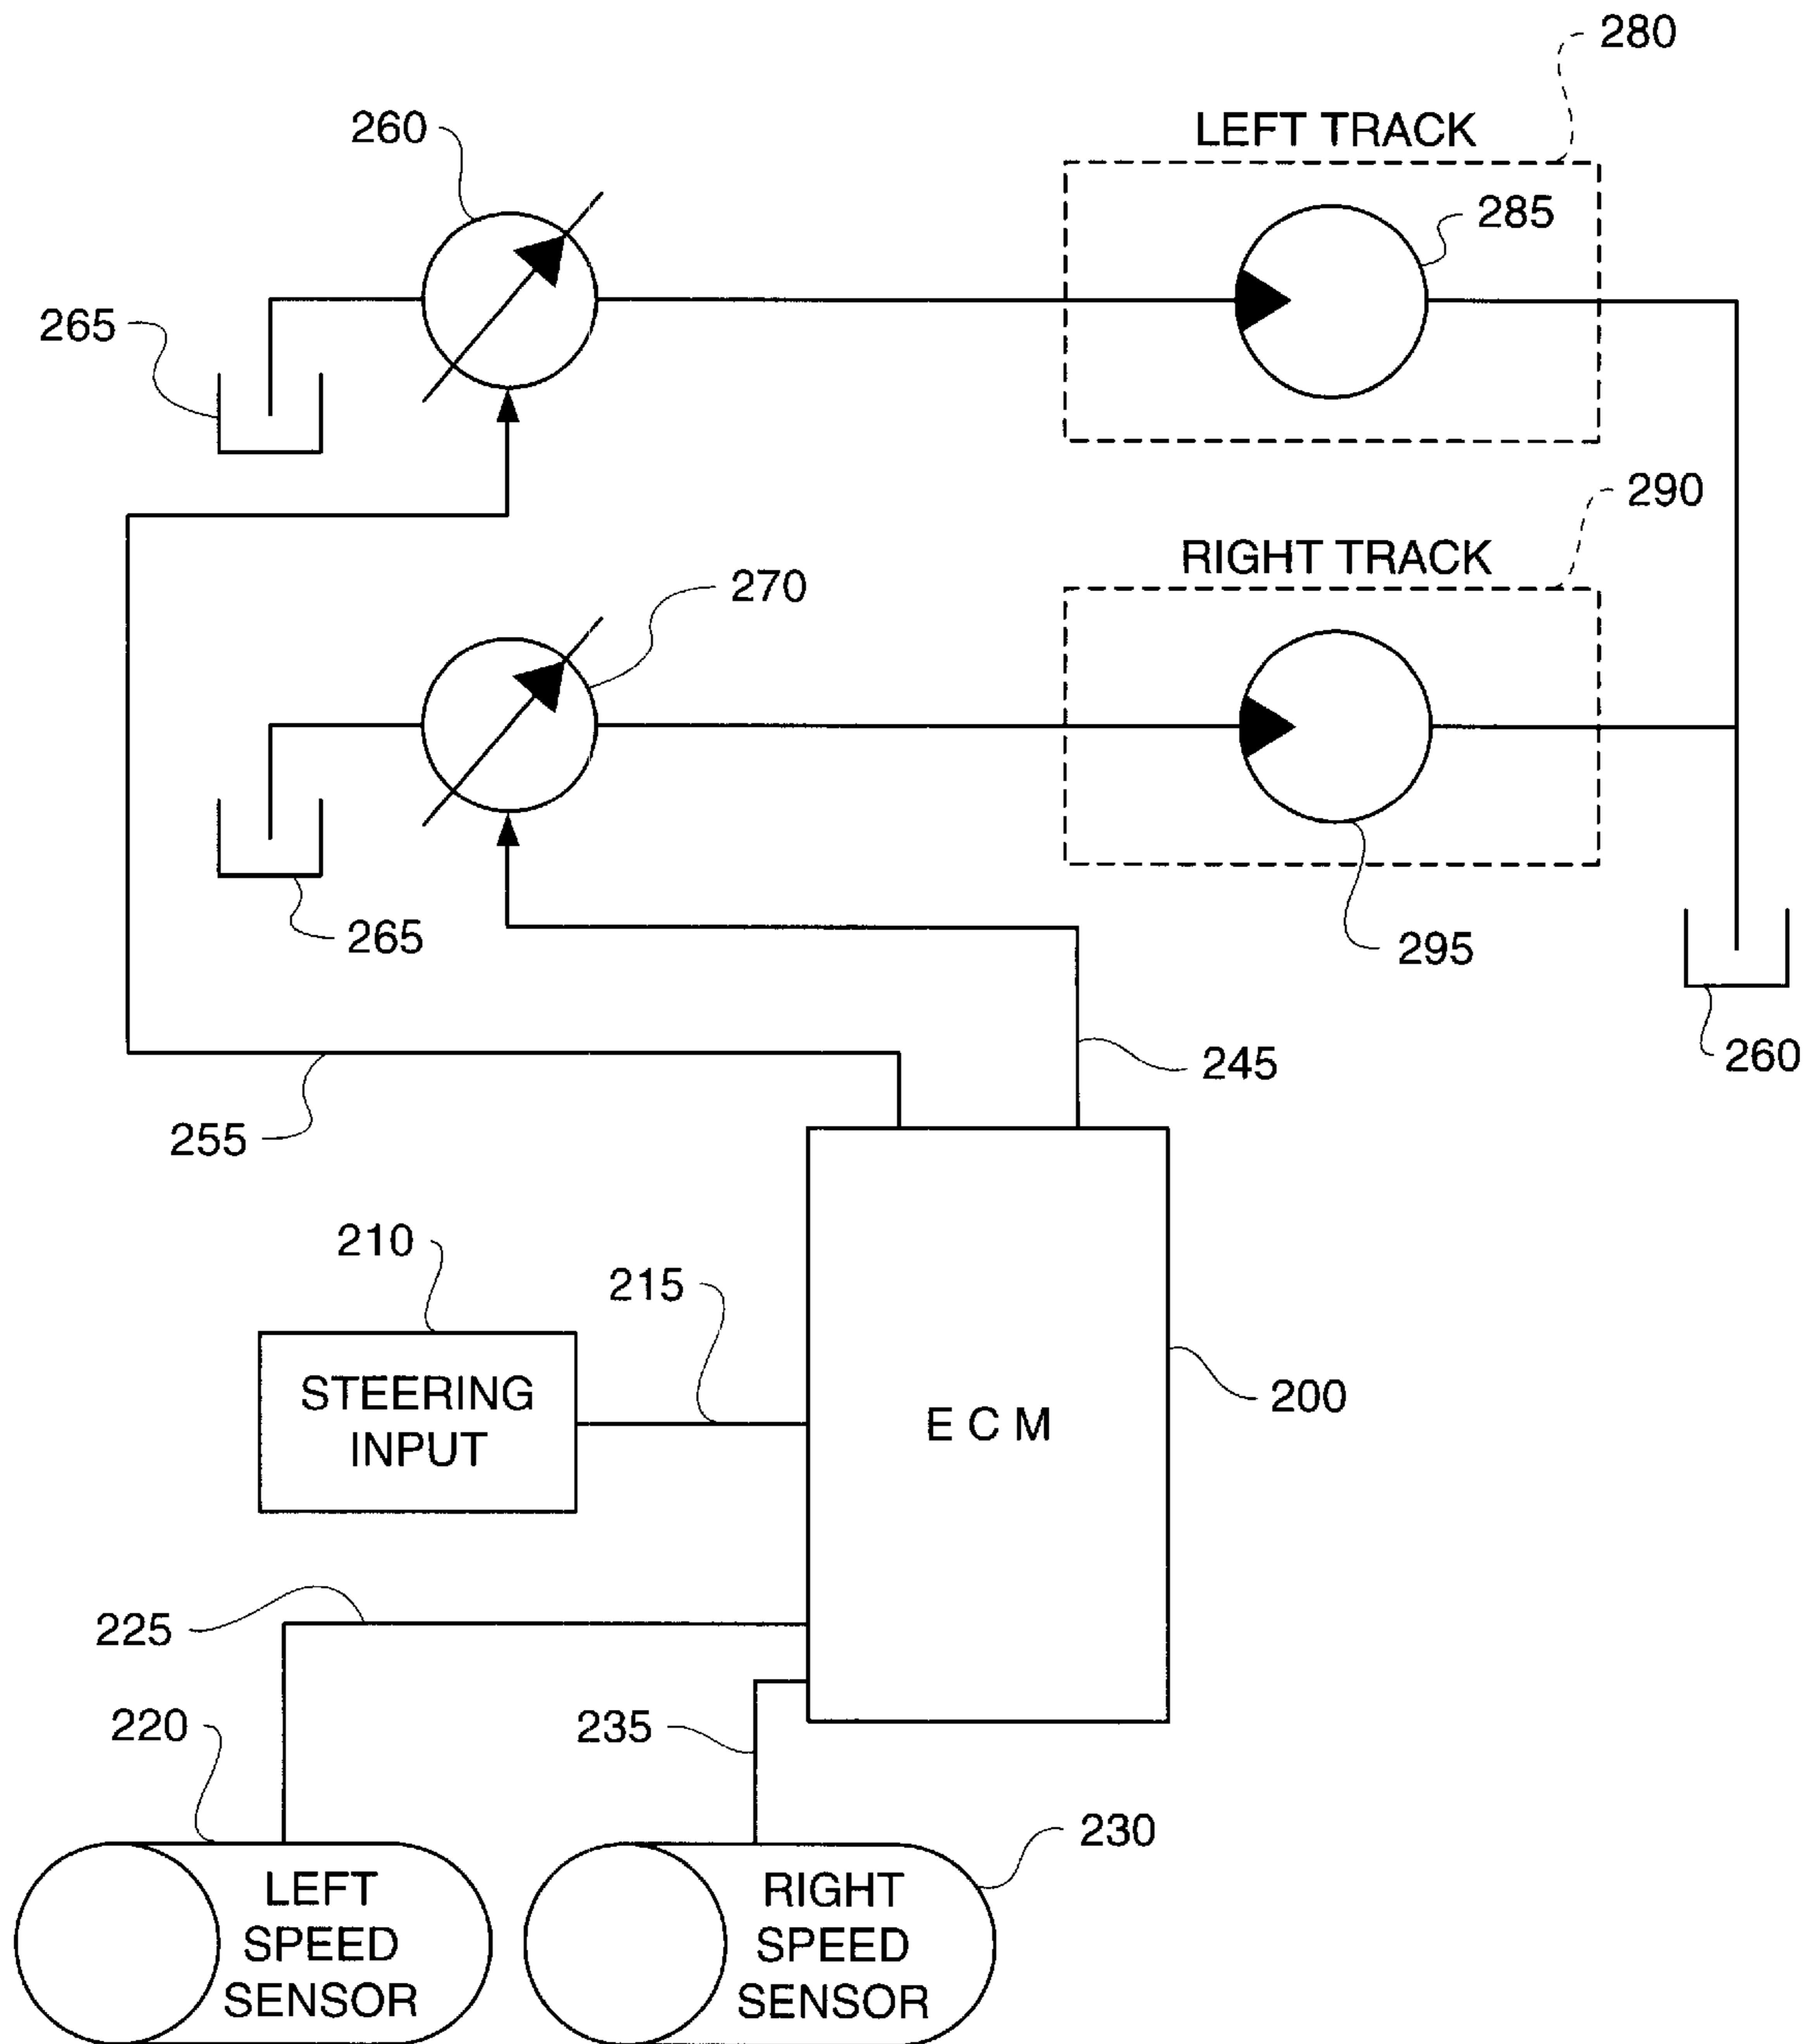 280
260
LEFT TRACK
285
265
290
RIGHT TRACK
270
265
295
260
245
255
210
215
STEERING
INPUT
E C M
200
225
220
235
230
LEFT
SPEED
SENSOR
RIGHT
SPEED
SENSOR